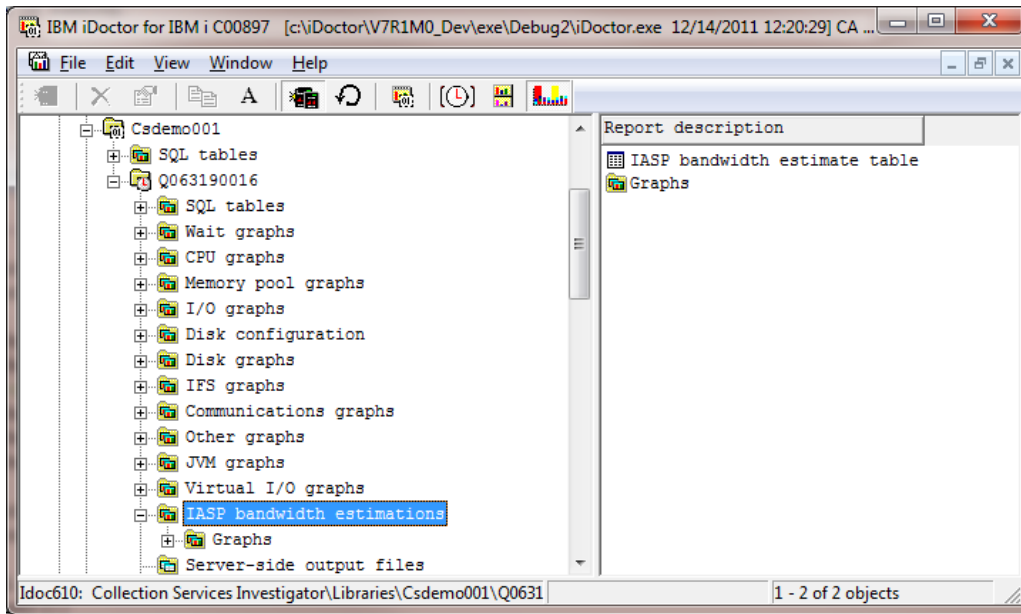 IBM iDoctor for IBM i C00897 [c:\iDoctor\V7R1M0_Dev\exe\Debug2\iDoctor.exe 12/14/2011 12:20:29] CA ...
File Edit View Window Help
Csdemo001
SQL tables
Q063190016
SQL tables
Wait graphs
CPU graphs
Memory pool graphs
I/O graphs
Disk configuration
Disk graphs
IFS graphs
Communications graphs
Other graphs
JVM graphs
Virtual I/O graphs
IASP bandwidth estimations
Graphs
Server-side output files
Report description
IASP bandwidth estimate table
Graphs
Idoc610: Collection Services Investigator\Libraries\Csdemo001\Q0631
1 - 2 of 2 objects